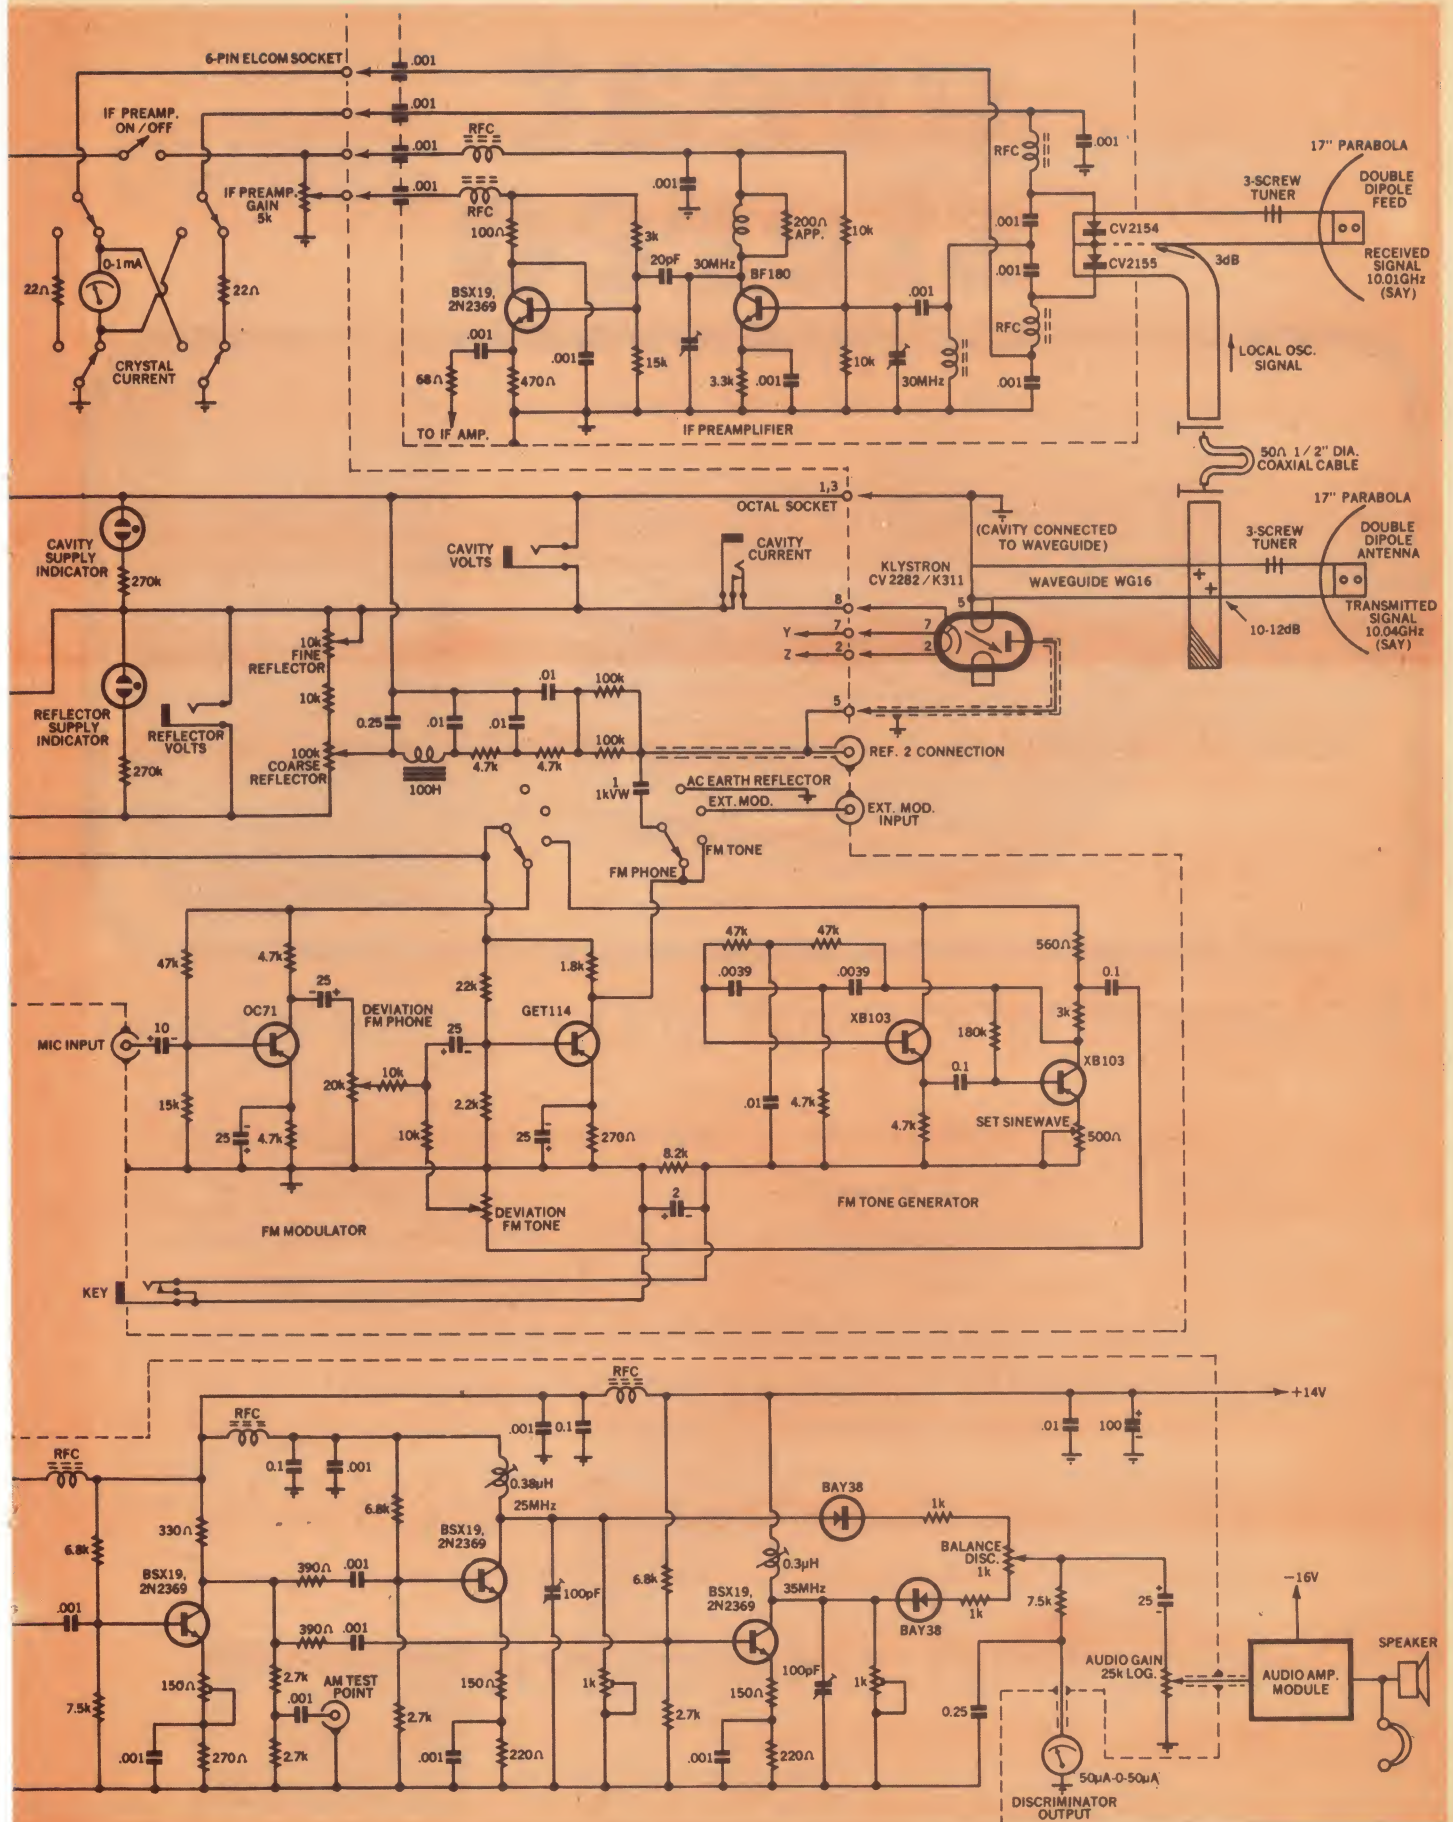 6-PIN ELCOM SOCKET
.001
.001
IF PREAMP.
ON/OFF
RFC
.001
.001
RFC
17" PARABOLA
3-SCREW
TUNER
DOUBLE
DIPOLE
FEED
IF PREAMP.
GAIN
5k
.001
RFC
.001
100Ω
3k
200Ω
APP.
10k
.001
CV2154
0-1mA
20pF
30MHz
BF180
3dB
RECEIVED
SIGNAL
10.01GHz
(SAY)
.001
CV2155
22Ω
22Ω
BSX19,
2N2369
.001
RFC
.001
.001
15k
10k
30MHz
LOCAL OSC.
SIGNAL
CRYSTAL
CURRENT
68Ω
470Ω
3.3k
.001
.001
TO IF AMP.
IF PREAMPLIFIER
50Ω 1/2" DIA.
COAXIAL CABLE
1,3
OCTAL SOCKET
17" PARABOLA
CAVITY
SUPPLY
INDICATOR
CAVITY
VOLTS
CAVITY
CURRENT
(CAVITY CONNECTED
TO WAVEGUIDE)
3-SCREW
TUNER
DOUBLE
DIPOLE
ANTENNA
KLYSTRON
CV2282/K311
270k
WAVEGUIDE WG16
8
5
TRANSMITTED
SIGNAL
10.04GHz
(SAY)
10k
FINE
REFLECTOR
Y
7
7
10-12dB
Z
2
2
10k
.01
100k
REFLECTOR
SUPPLY
INDICATOR
REFLECTOR
VOLTS
0.25
.01
.01
5
100k
COARSE
REFLECTOR
100k
REF. 2 CONNECTION
270k
100H
4.7k
4.7k
1
1kVW
AC EARTH REFLECTOR
EXT. MOD.
EXT. MOD.
INPUT
FM TONE
FM PHONE
47k
47k
560Ω
4.7k
47k
1.8k
0.1
25
- +
22k
.0039
.0039
DEVIATION
FM PHONE
OC71
GET114
XB103
3k
MIC INPUT
10
+ -
25
+ -
180k
XB103
20k
10k
0.1
15k
2.2k
.01
4.7k
4.7k
SET SINEWAVE
25
-
+
4.7k
10k
25
-
+
270Ω
500Ω
8.2k
2
+ -
FM MODULATOR
DEVIATION
FM TONE
FM TONE GENERATOR
KEY
RFC
+14V
RFC
.001
0.1
.01
100
+
-
RFC
0.1
.001
0.38µH
BAY38
25MHz
6.8k
1k
330Ω
BSX19,
2N2369
BALANCE
DISC.
1k
6.8k
390Ω
.001
0.3µH
BSX19,
2N2369
100pF
6.8k
BSX19,
2N2369
35MHz
7.5k
25
+
-
-16V
.001
390Ω
.001
BAY38
1k
SPEAKER
150Ω
2.7k
AM TEST
POINT
150Ω
1k
100pF
150Ω
1k
AUDIO GAIN
25k LOG.
AUDIO AMP.
MODULE
7.5k
.001
2.7k
2.7k
0.25
.001
270Ω
2.7k
.001
220Ω
.001
220Ω
50µA-0-50µA
DISCRIMINATOR
OUTPUT